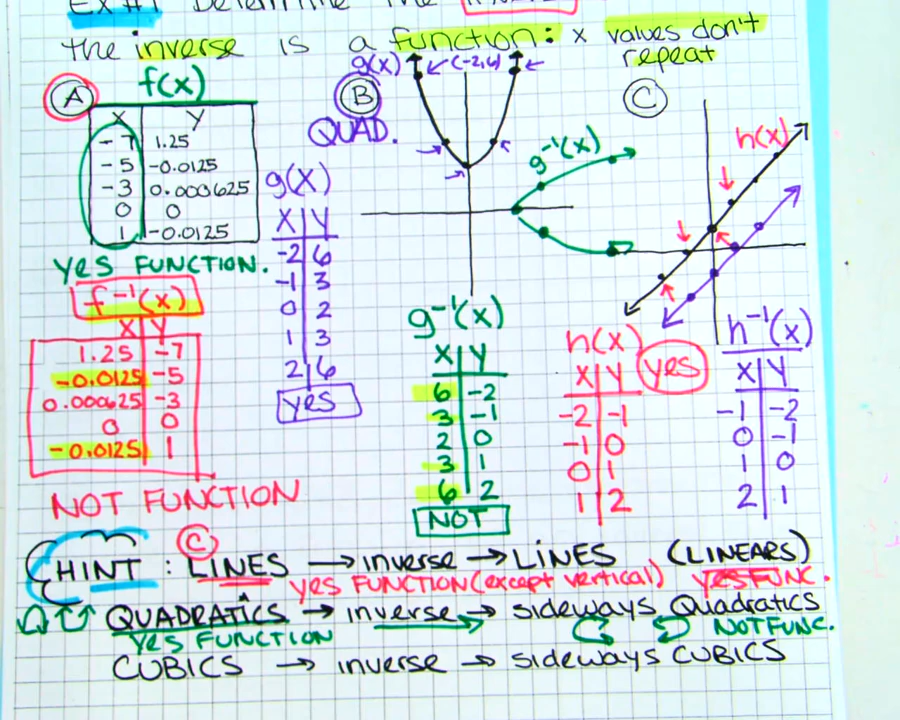 EX #1 Determine the
the inverse is a function: x values don't
repeat
A f(x)
X Y
-7 1.25
-5 -0.0125
-3 0.000625
0 0
1 -0.0125
YES FUNCTION.
f⁻¹(x)
X Y
1.25 -7
-0.0125 -5
0.000625 -3
0 0
-0.0125 1
NOT FUNCTION
B g(x) (-2,6)
QUAD.
g⁻¹(x)
g(x)
X Y
-2 6
-1 3
0 2
1 3
2 6
YES
g⁻¹(x)
X Y
6 -2
3 -1
2 0
3 1
6 2
NOT
C
h(x)
h(x) YES
X Y
-2 -1
-1 0
0 1
1 2
h⁻¹(x)
X Y
-1 -2
0 -1
1 0
2 1
C
HINT : LINES → inverse → LINES (LINEARS)
YES FUNCTION (except vertical) YES FUNC.
QUADRATICS → inverse → sideways Quadratics
YES FUNCTION NOT FUNC.
CUBICS → inverse → sideways CUBICS